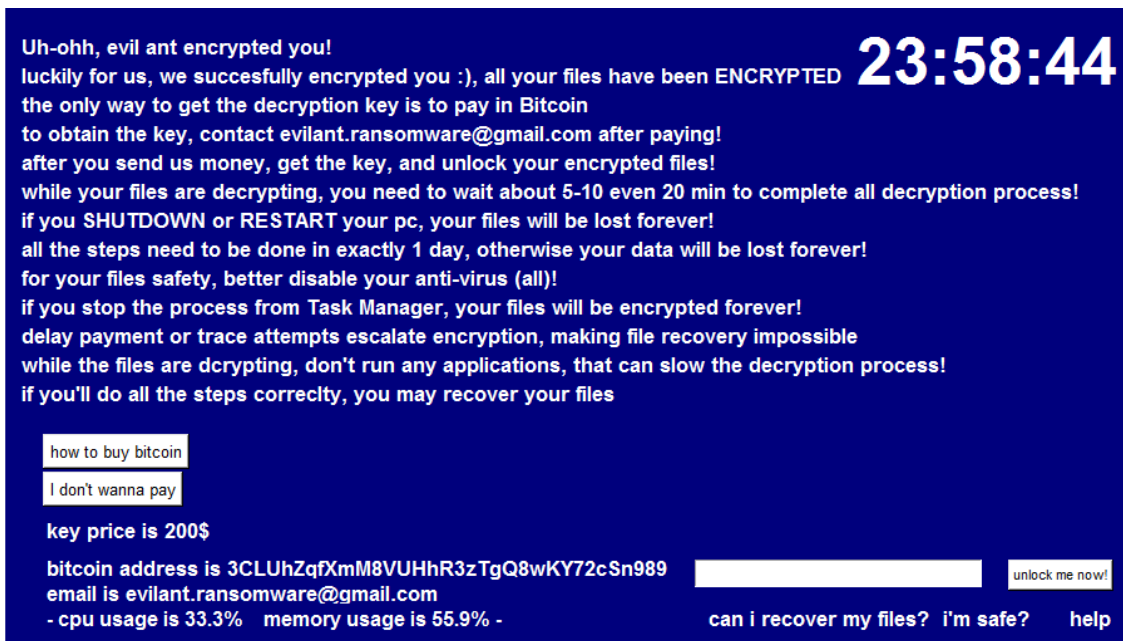 Uh-ohh, evil ant encrypted you!
23:58:44
luckily for us, we succesfully encrypted you :), all your files have been ENCRYPTED
the only way to get the decryption key is to pay in Bitcoin
to obtain the key, contact evilant.ransomware@gmail.com after paying!
after you send us money, get the key, and unlock your encrypted files!
while your files are decrypting, you need to wait about 5-10 even 20 min to complete all decryption process!
if you SHUTDOWN or RESTART your pc, your files will be lost forever!
all the steps need to be done in exactly 1 day, otherwise your data will be lost forever!
for your files safety, better disable your anti-virus (all)!
if you stop the process from Task Manager, your files will be encrypted forever!
delay payment or trace attempts escalate encryption, making file recovery impossible
while the files are dcrypting, don't run any applications, that can slow the decryption process!
if you'll do all the steps correclty, you may recover your files
how to buy bitcoin
I don't wanna pay
key price is 200$
bitcoin address is 3CLUhZqfXmM8VUHhR3zTgQ8wKY72cSn989
unlock me now!
email is evilant.ransomware@gmail.com
- cpu usage is 33.3% memory usage is 55.9% -
can i recover my files? i'm safe? help